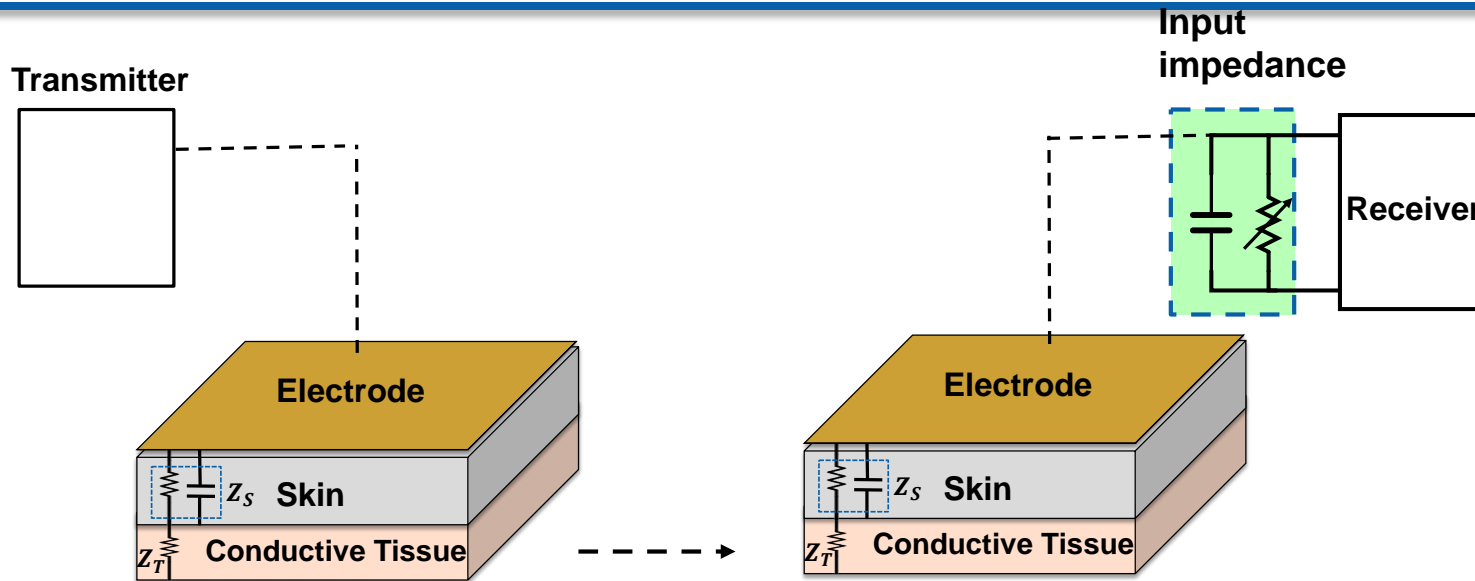 Input
impedance
Transmitter
Receiver
Electrode
Electrode
Z_S Skin
Z_S Skin
Z_T Conductive Tissue
Z_T Conductive Tissue